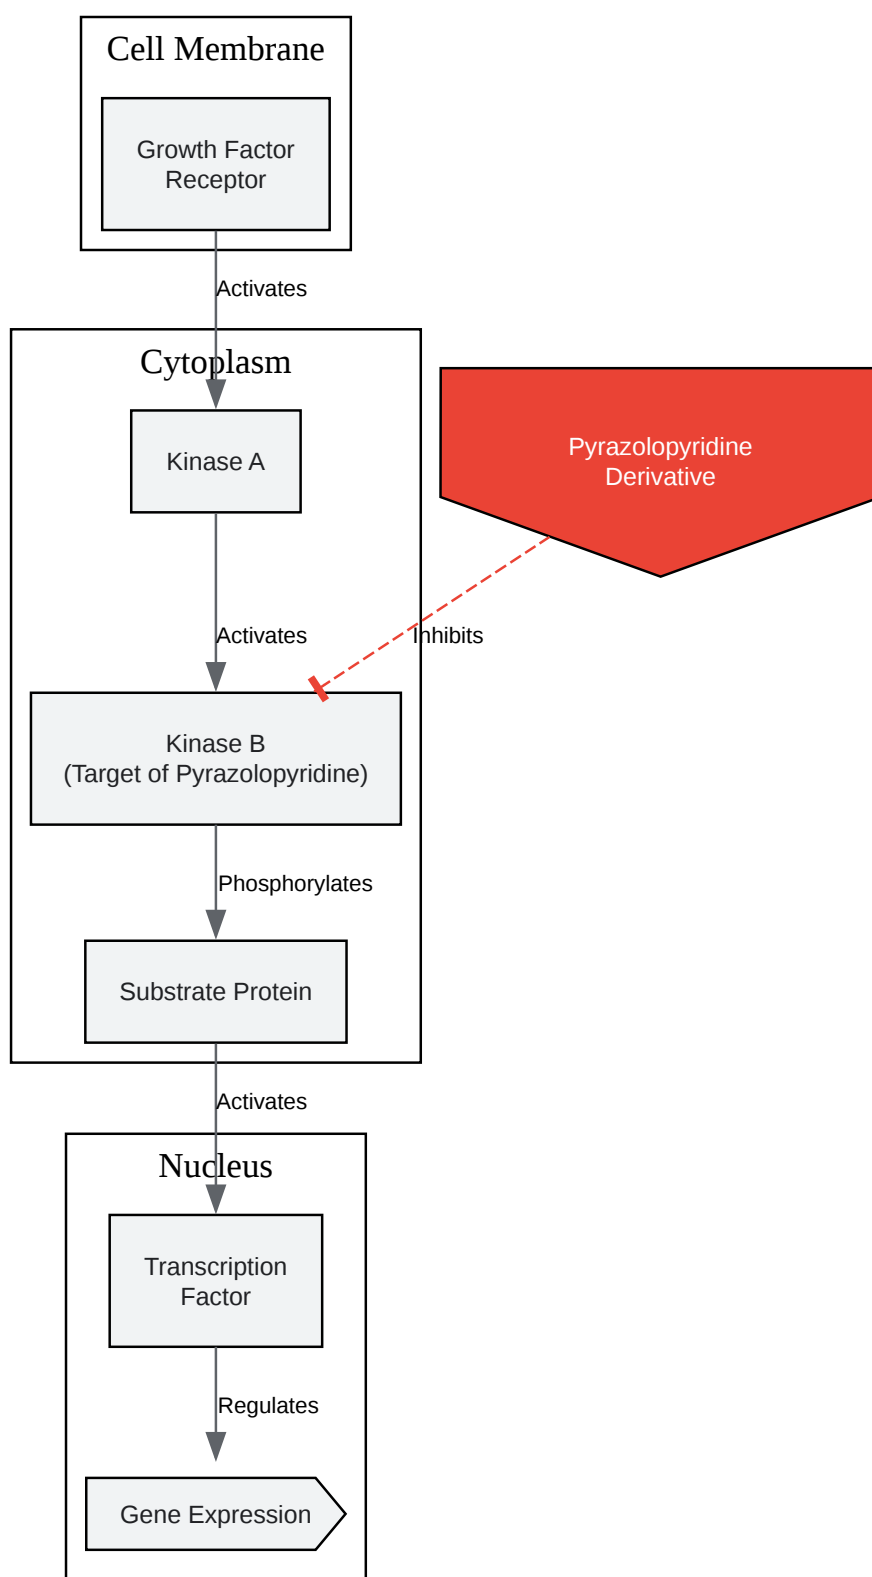 Cell Membrane
Growth Factor
Receptor
Activates
Cytoplasm
Kinase A
Pyrazolopyridine
Derivative
Activates
Inhibits
Kinase B
(Target of Pyrazolopyridine)
Phosphorylates
Substrate Protein
Activates
Nucleus
Transcription
Factor
Regulates
Gene Expression